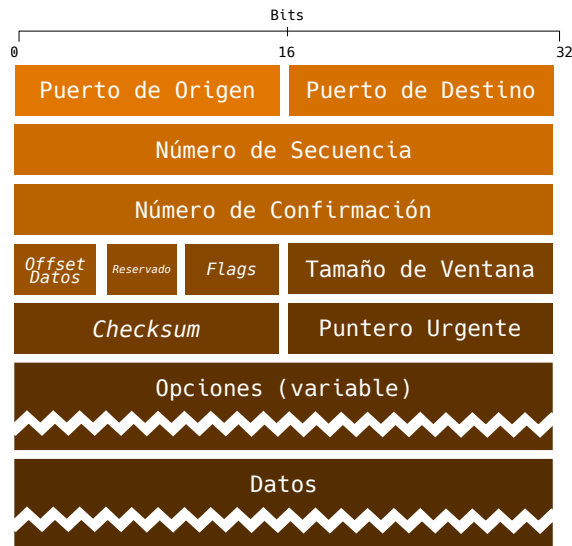 Bits
0 16 32
Puerto de Origen Puerto de Destino
Número de Secuencia
Número de Confirmación
Offset
Datos
Reservado
Flags
Tamaño de Ventana
Checksum Puntero Urgente
Opciones (variable)
Datos